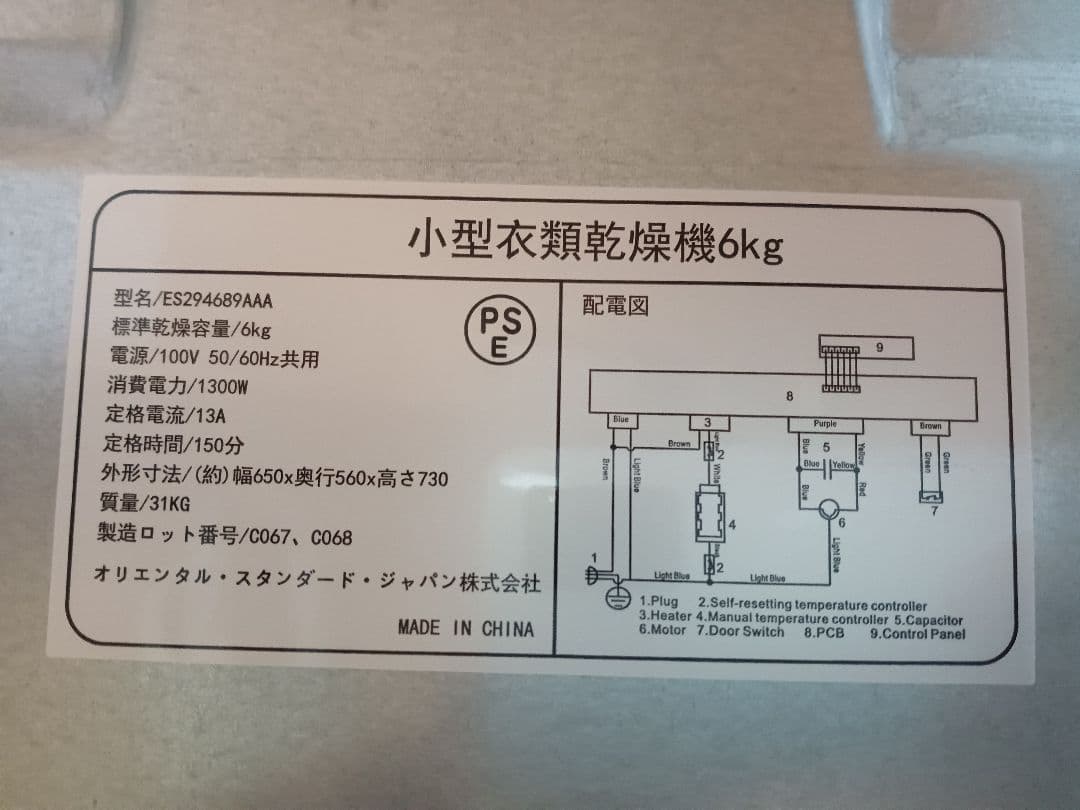 小型衣類乾燥機6kg
型名/ES294689AAA
標準乾燥容量/6kg
電源/100V 50/60Hz共用
消費電力/1300W
定格電流/13A
定格時間/150分
外形寸法/(約)幅650x奥行560x高さ730
質量/31KG
製造ロット番号/C067、C068
オリエンタル・スタンダード・ジャパン株式会社
MADE IN CHINA
PS
E
配電図
9
8
Blue
3
Purple
Brown
Brown
2
Blue
5
Yellow
Green
Green
Brown
Light Blue
White
Blue
Yellow
Blue
Red
7
4
6
1
2
Light Blue
Light Blue
Light Blue
1.Plug 2.Self-resetting temperature controller
3.Heater 4.Manual temperature controller 5.Capacitor
6.Motor 7.Door Switch 8.PCB 9.Control Panel